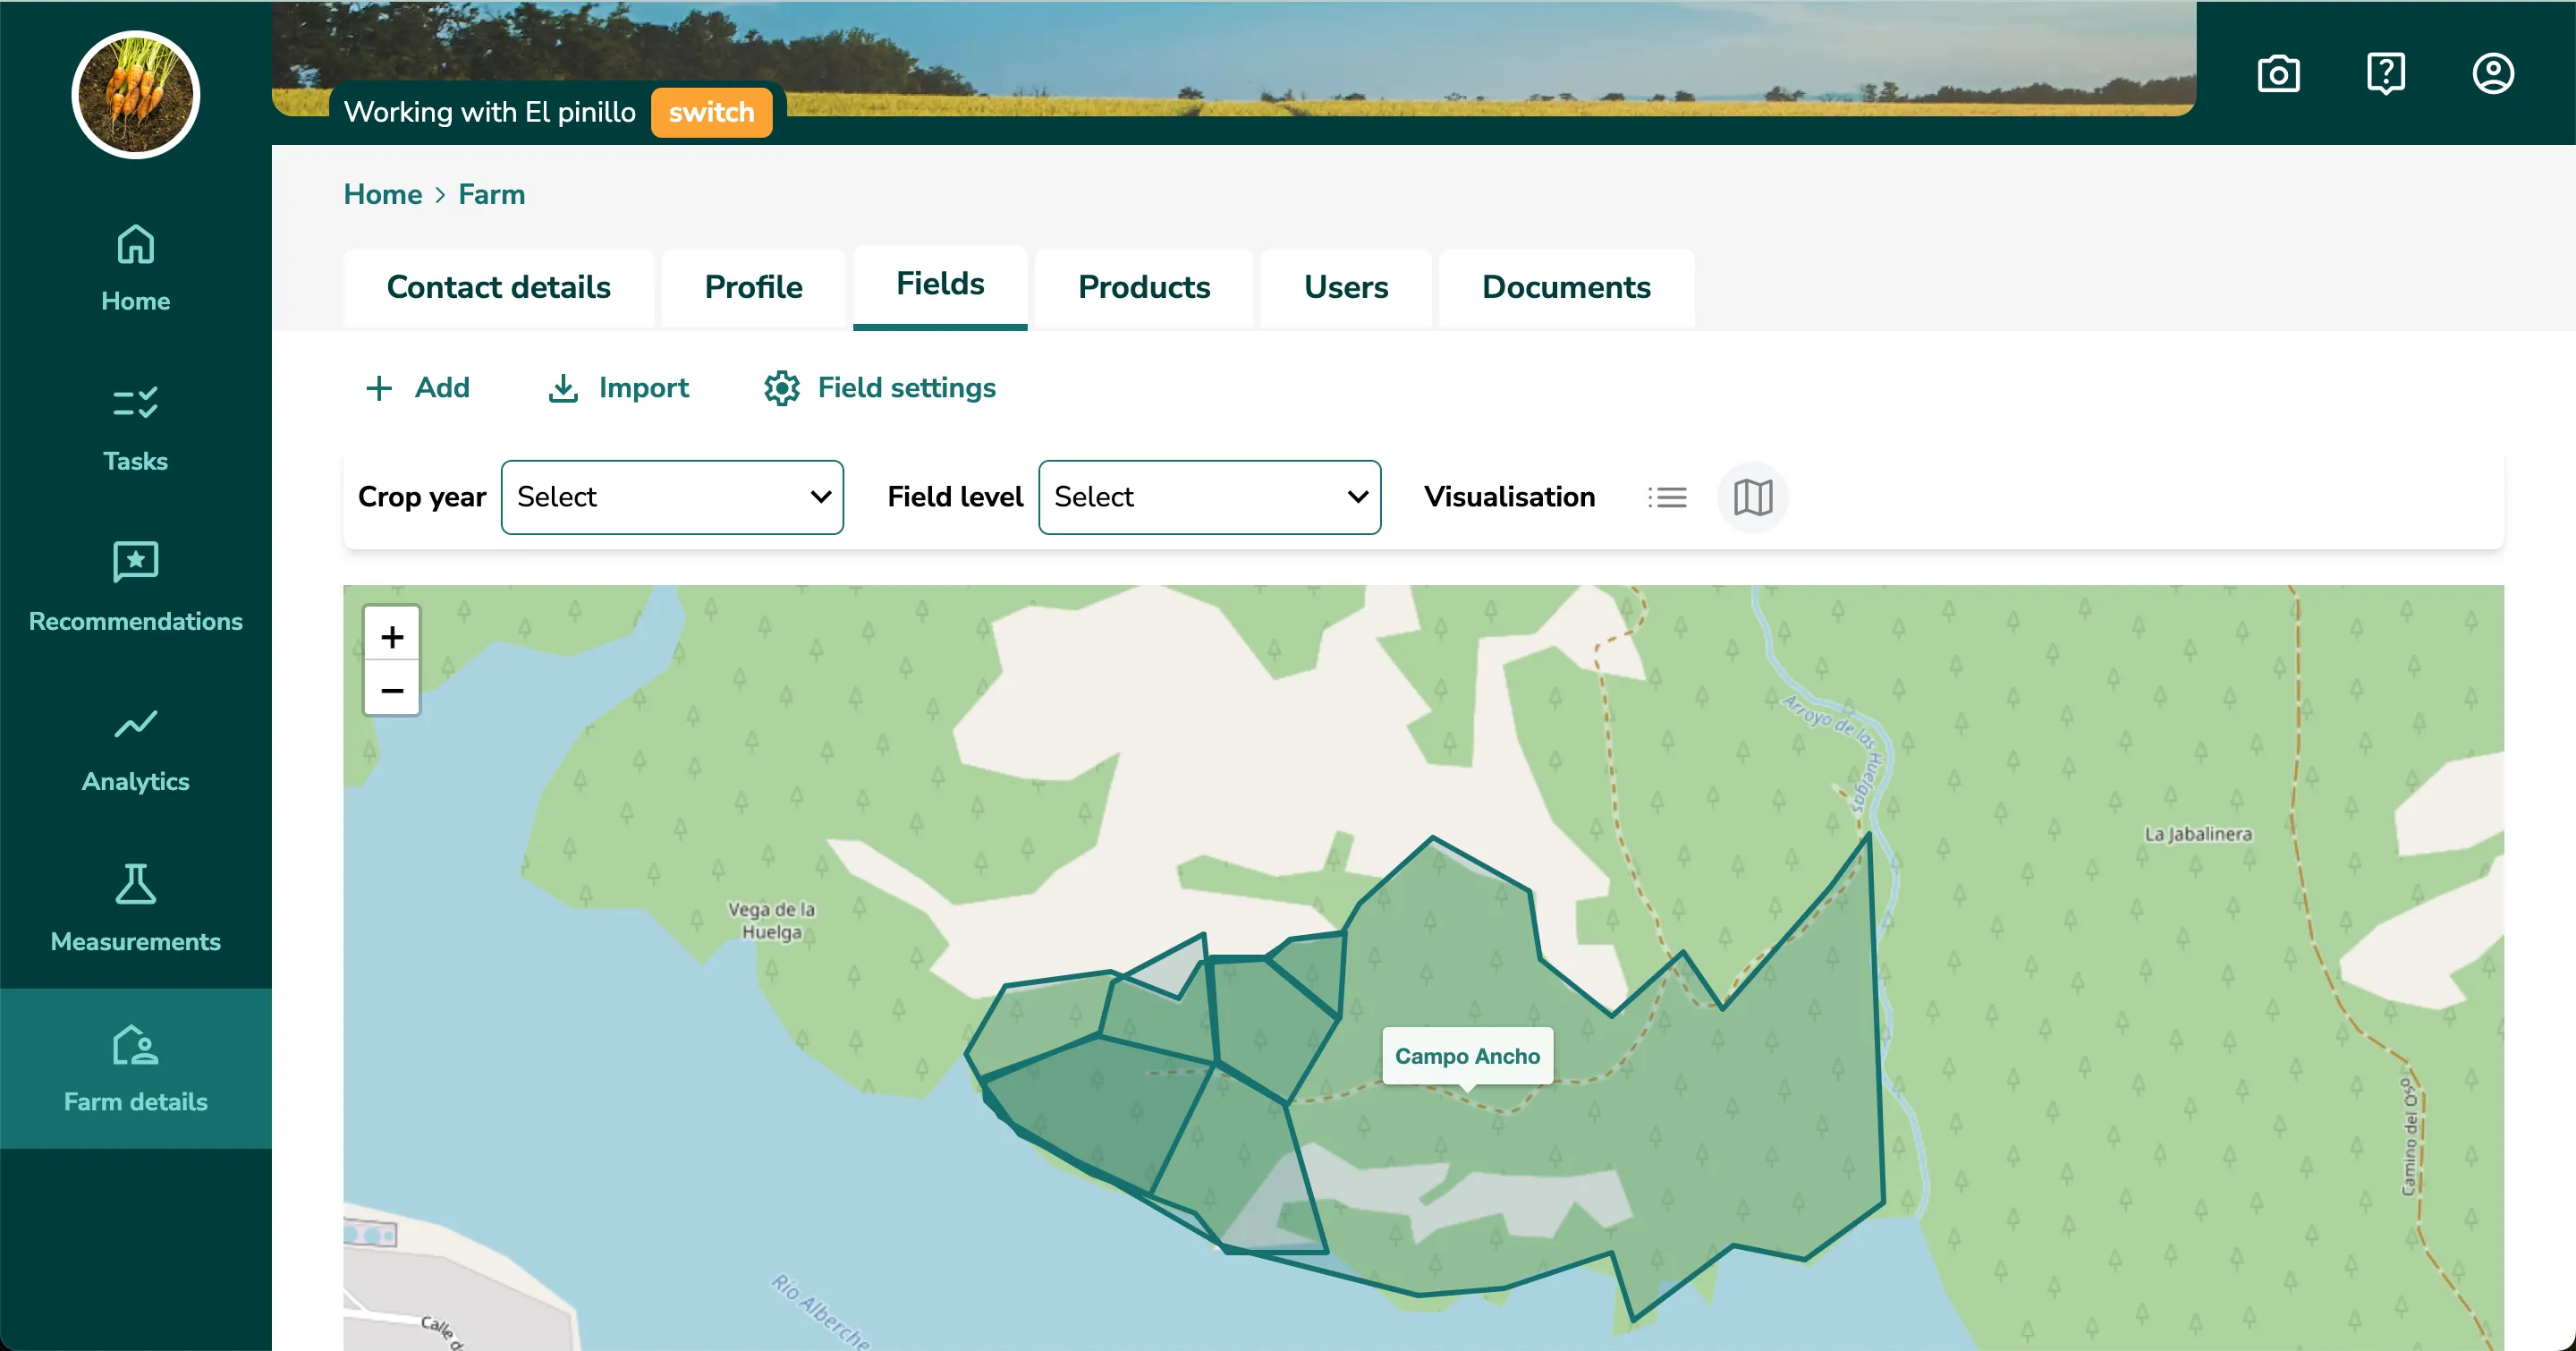 Working with El pinillo switch
Home
Tasks
Recommendations
Analytics
Measurements
Farm details
Home > Farm
Contact details
Profile
Fields
Products
Users
Documents
+ Add
Import
Field settings
Crop year Select
Field level Select
Visualisation
+
−
Arroyo de las Huelgas
La Jabalinera
Vega de la
Huelga
Campo Ancho
Camino del Oso
Río Alberche
Calle d